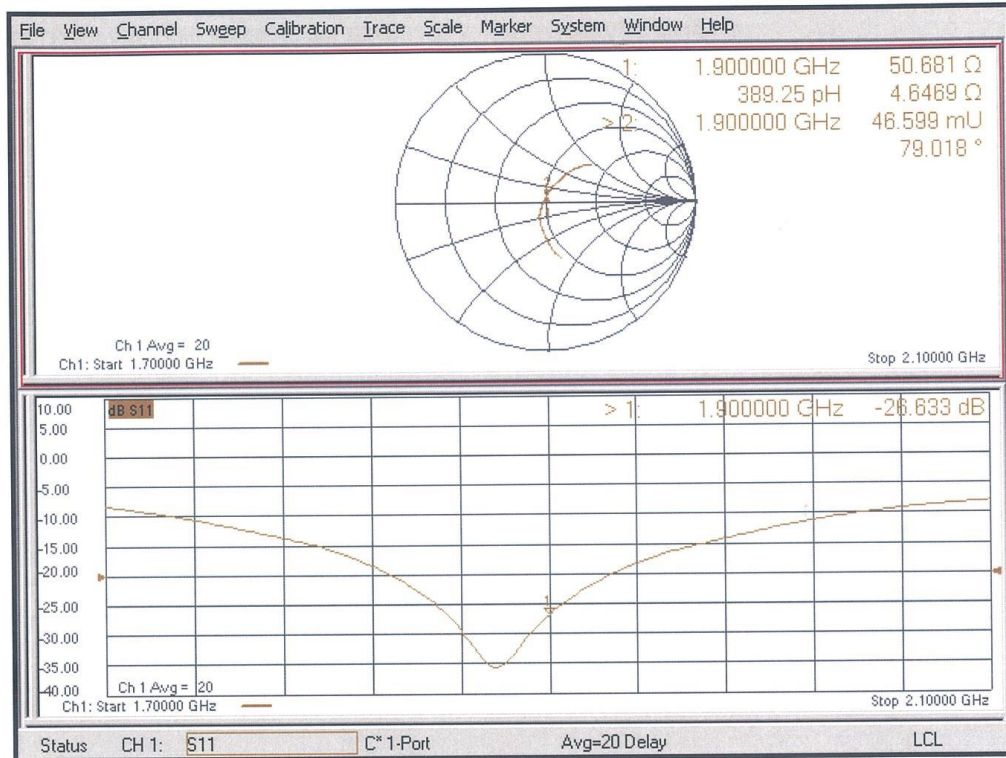 File View Channel Sweep Calibration Trace Scale Marker System Window Help
1: 1.900000 GHz 50.681 Ω
389.25 pH 4.6469 Ω
> 2: 1.900000 GHz 46.599 mU
79.018 °
1
Ch 1 Avg = 20
Ch1: Start 1.70000 GHz Stop 2.10000 GHz
10.00 dB S11 > 1: 1.900000 GHz -26.633 dB
5.00
0.00
-5.00
-10.00
-15.00
-20.00
-25.00 1
-30.00
-35.00
-40.00 Ch 1 Avg = 20
Ch1: Start 1.70000 GHz Stop 2.10000 GHz
Status CH 1: S11 C* 1-Port Avg=20 Delay LCL